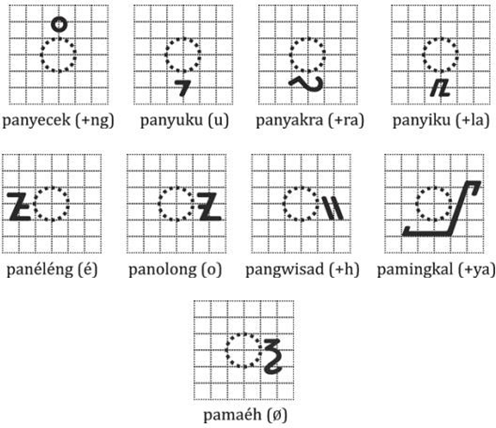 ◌ᮀ ◌ᮥ ◌ᮢ ◌ᮣ
panyecek (+ng) panyuku (u) panyakra (+ra) panyiku (+la)
◌ᮦ ◌ᮧ ◌ᮂ ◌ᮡ
panéléng (é) panolong (o) pangwisad (+h) pamingkal (+ya)
◌᮪
pamaéh (ø)